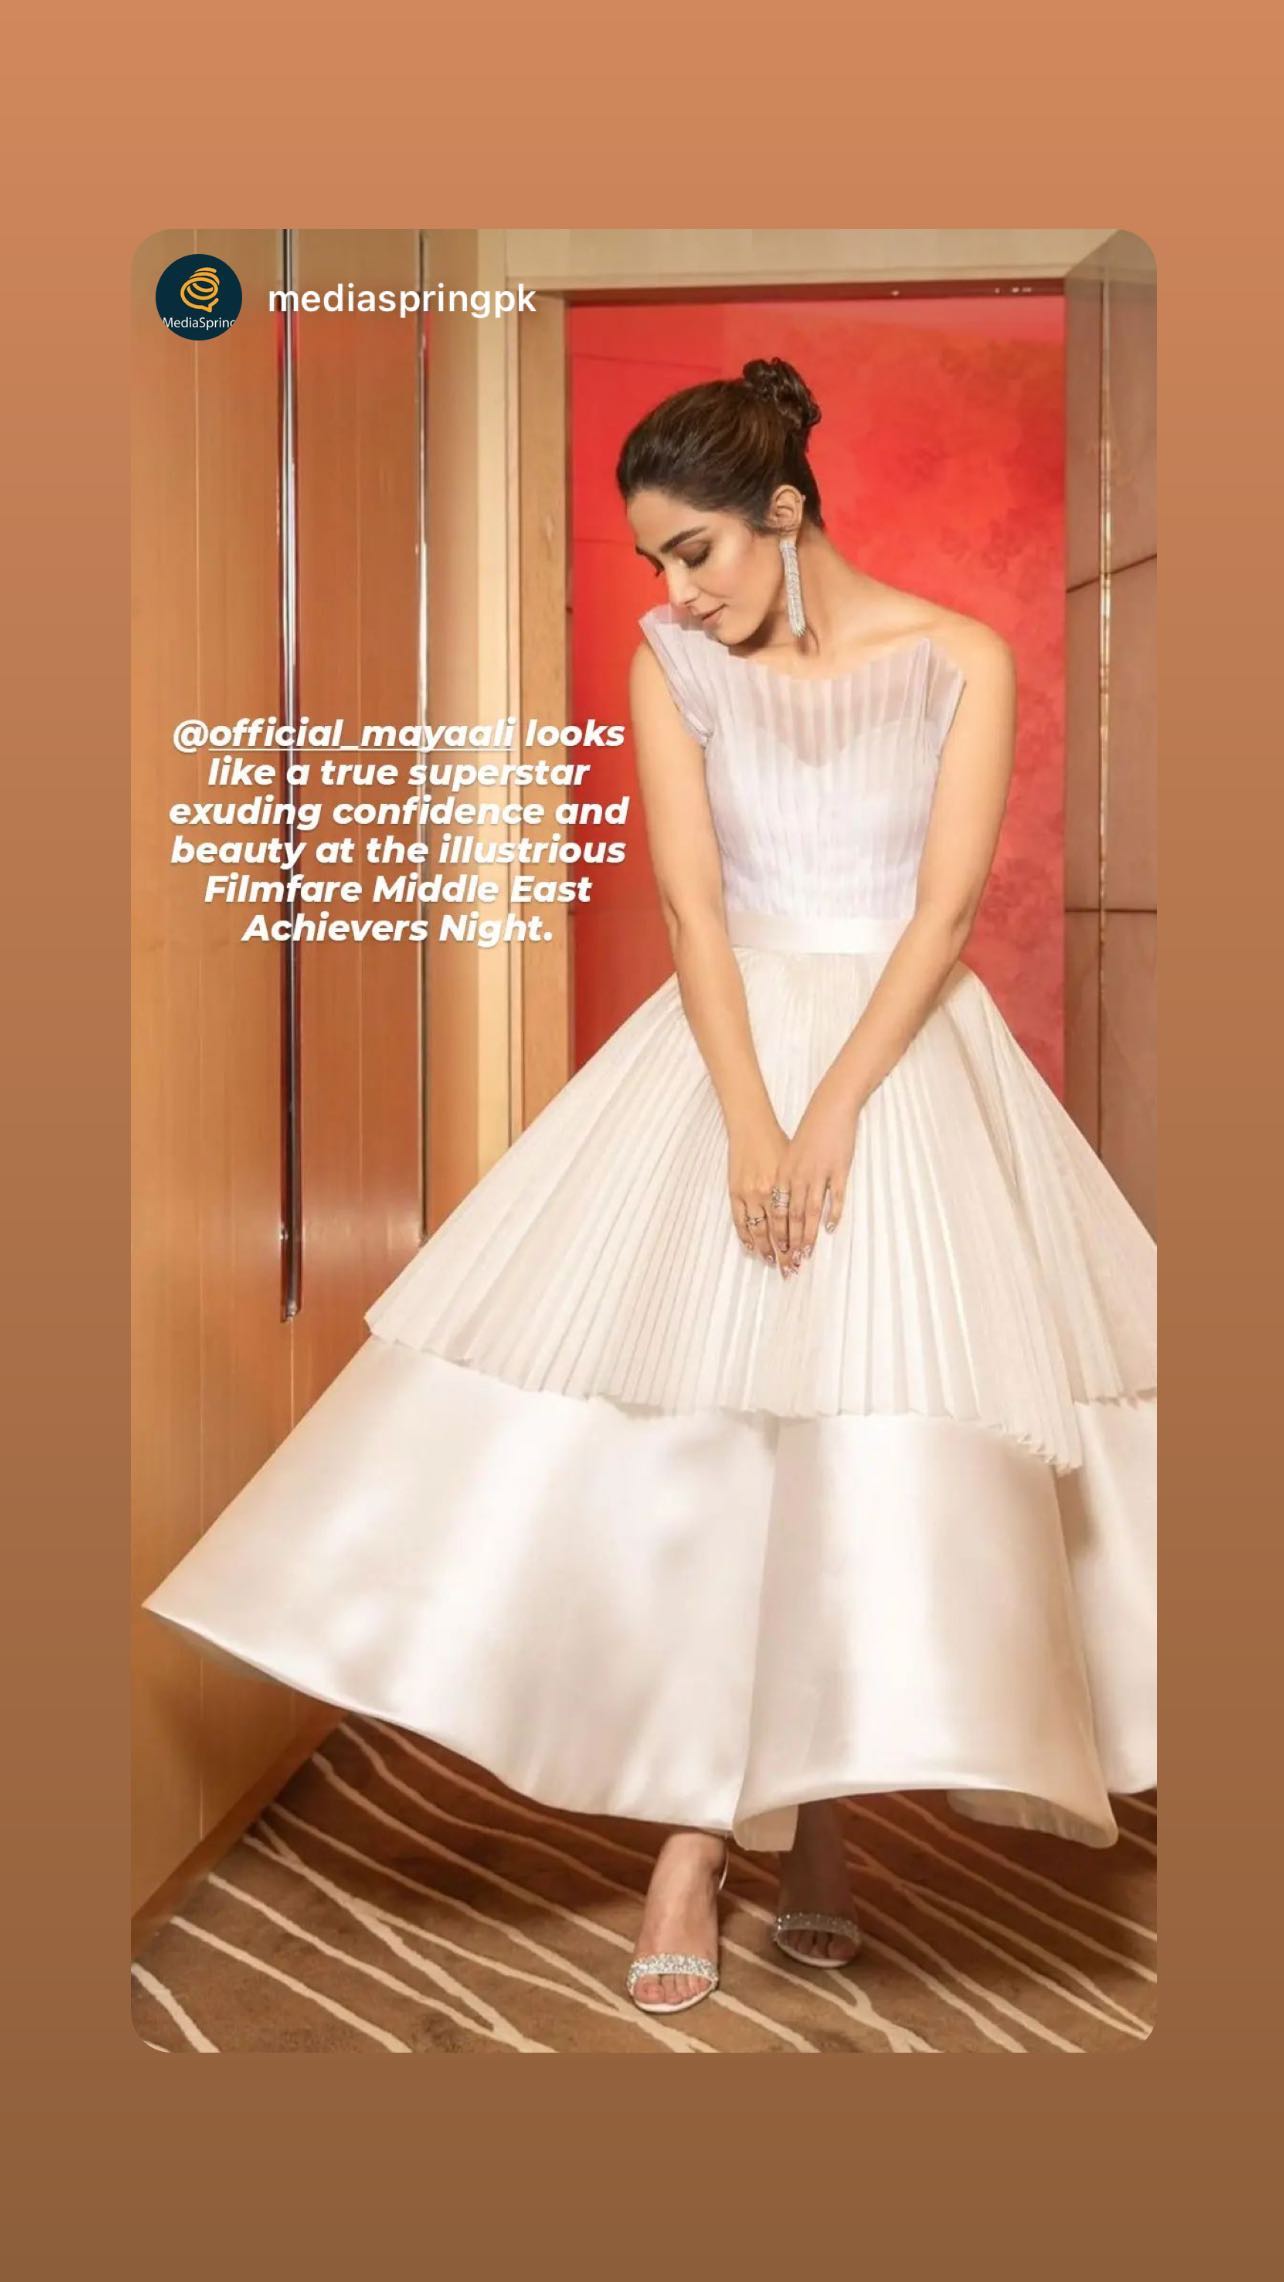 MediaSpring
mediaspringpk
@official_mayaali looks
like a true superstar
exuding confidence and
beauty at the illustrious
Filmfare Middle East
Achievers Night.